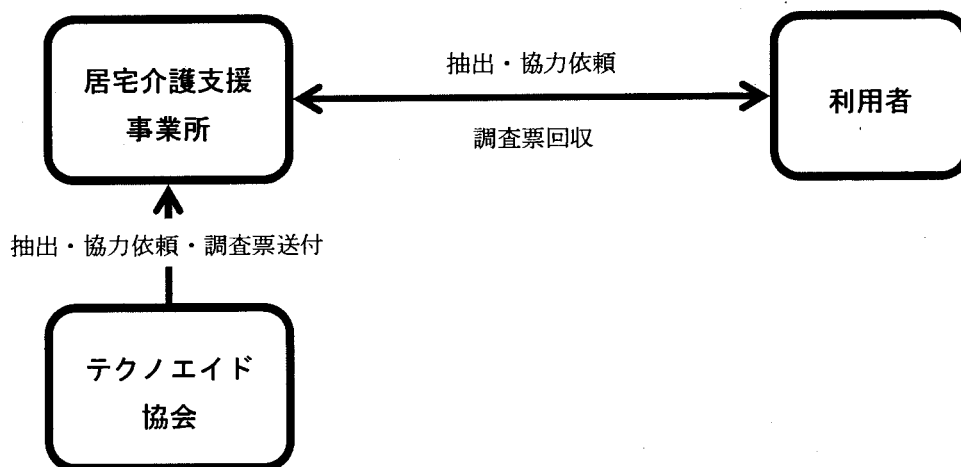 居宅介護支援
事業所
抽出・協力依頼
調査票回収
利用者
抽出・協力依頼・調査票送付
テクノエイド
協会